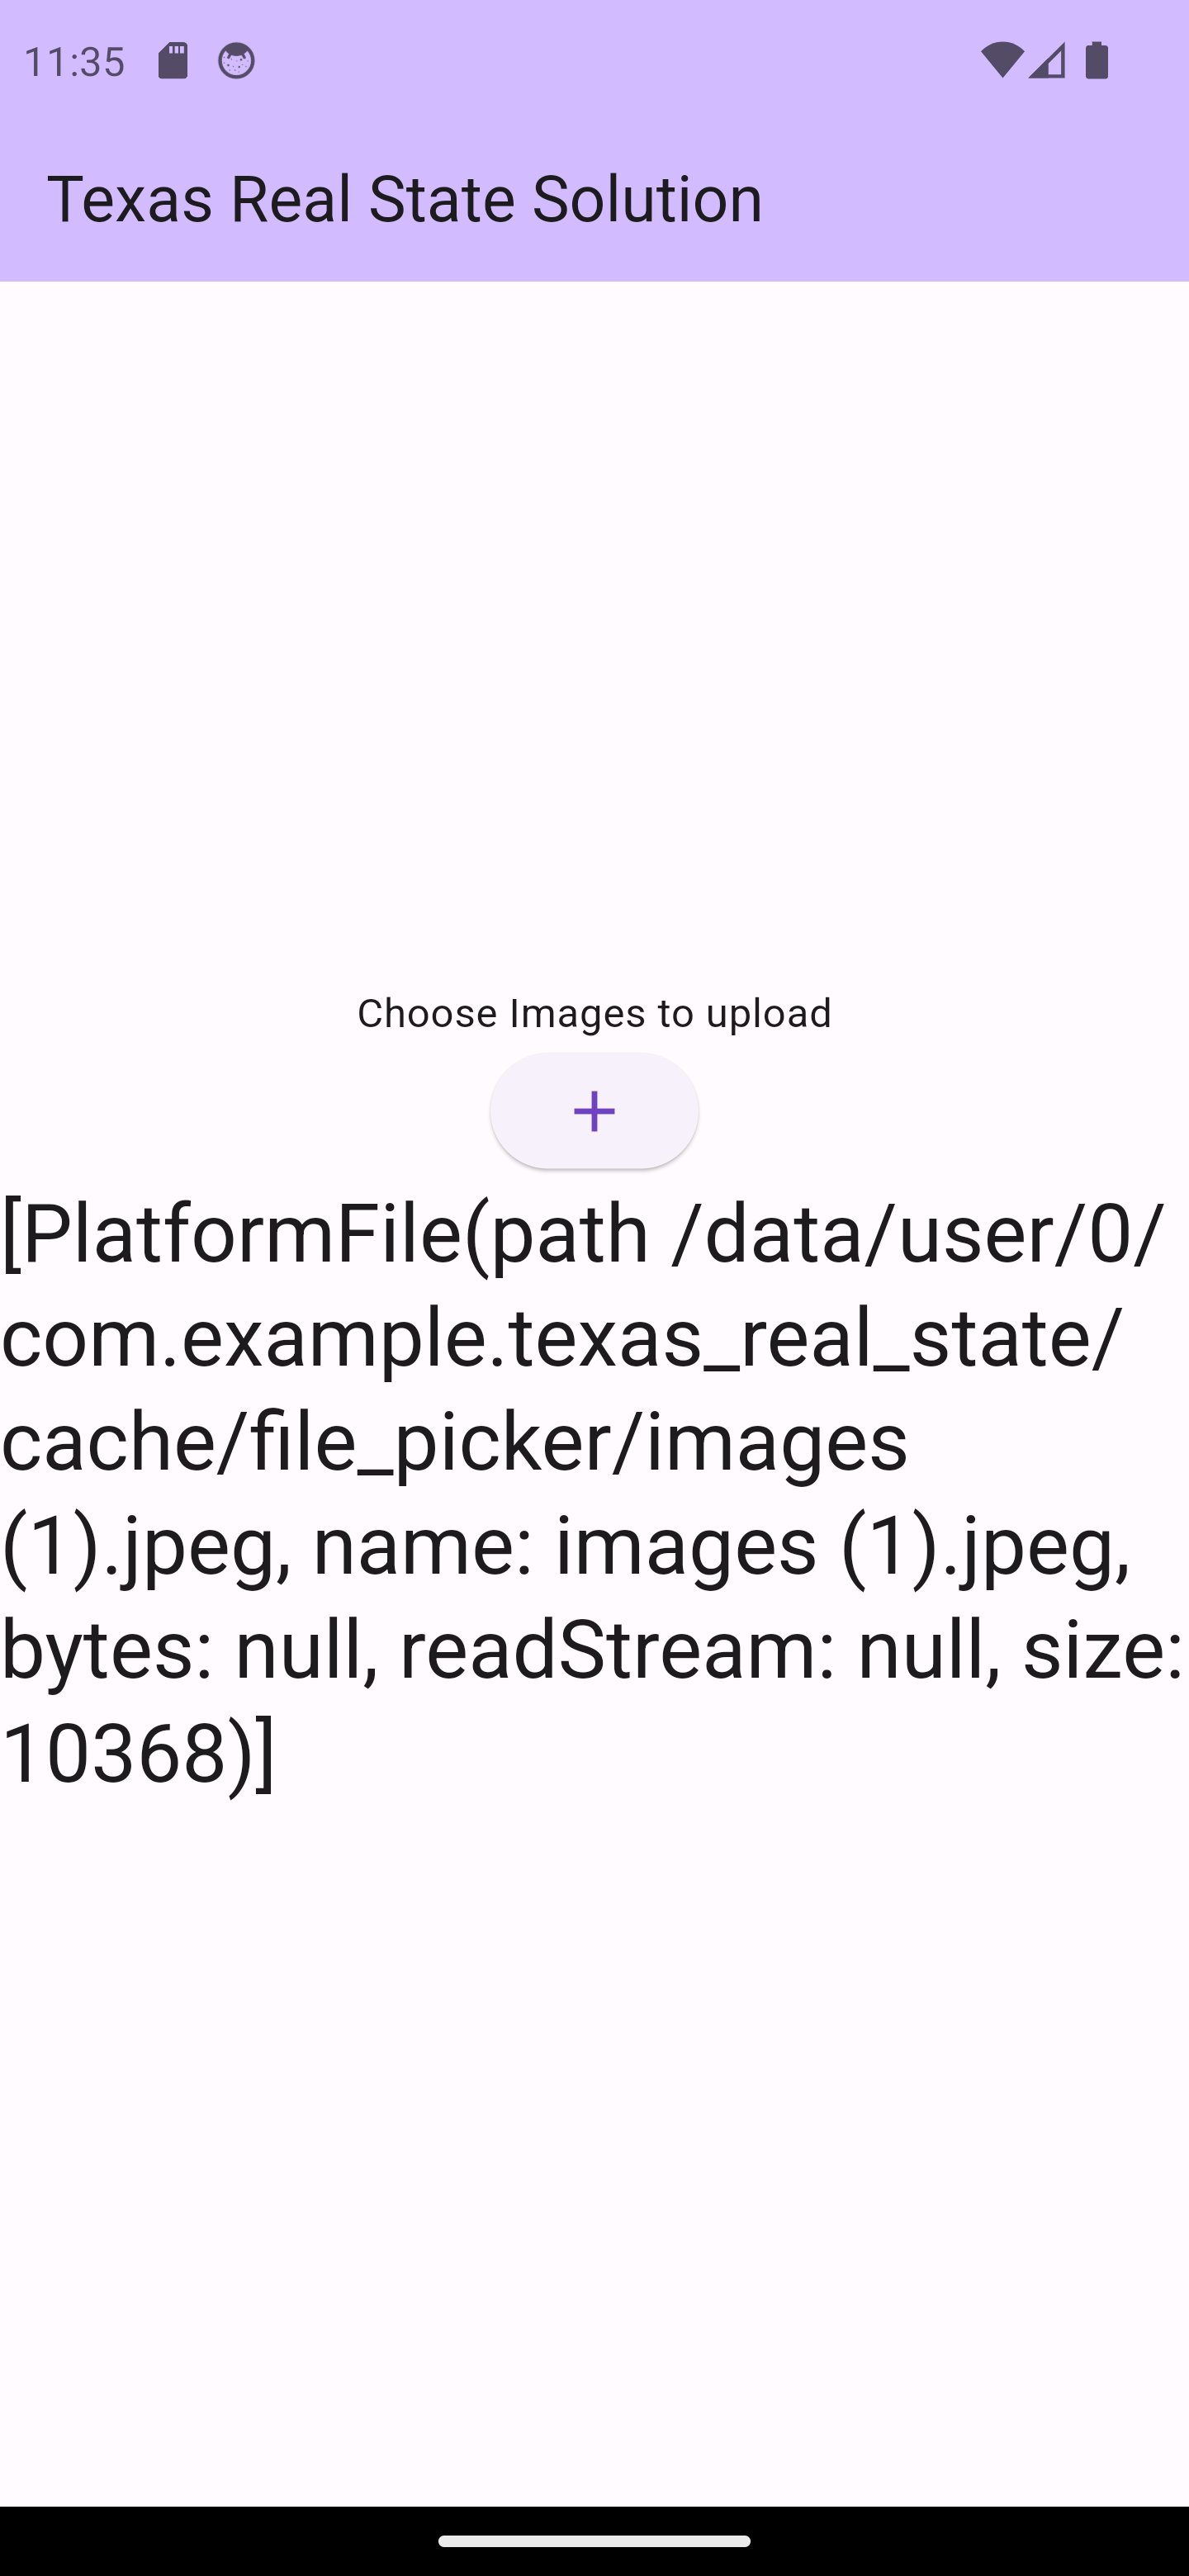 11:35
Texas Real State Solution
Choose Images to upload
[PlatformFile(path /data/user/0/
com.example.texas_real_state/
cache/file_picker/images
(1).jpeg, name: images (1).jpeg,
bytes: null, readStream: null, size:
10368)]